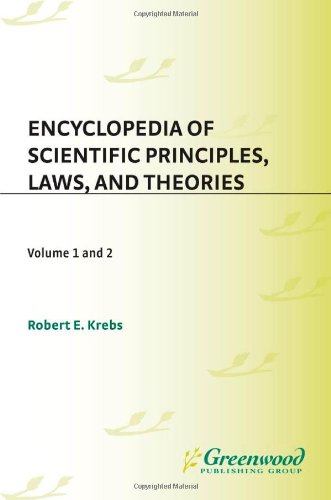 ENCYCLOPEDIA OF
SCIENTIFIC PRINCIPLES,
LAWS, AND THEORIES
Volume 1 and 2
Robert E. Krebs
Greenwood
PUBLISHING GROUP